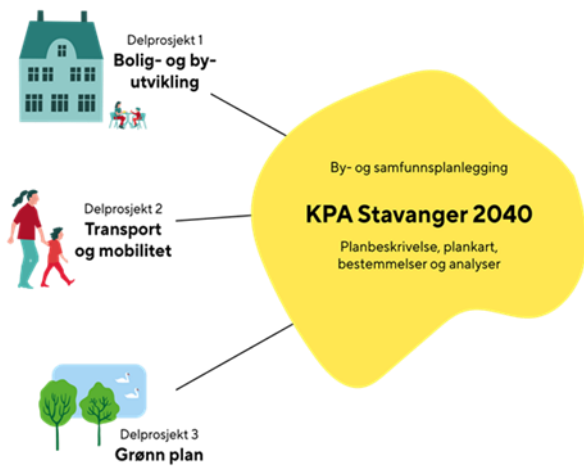 Delprosjekt 1
Bolig- og by-
utvikling
Delprosjekt 2
Transport
og mobilitet
Delprosjekt 3
Grønn plan
By- og samfunnsplanlegging
KPA Stavanger 2040
Planbeskrivelse, plankart,
bestemmelser og analyser